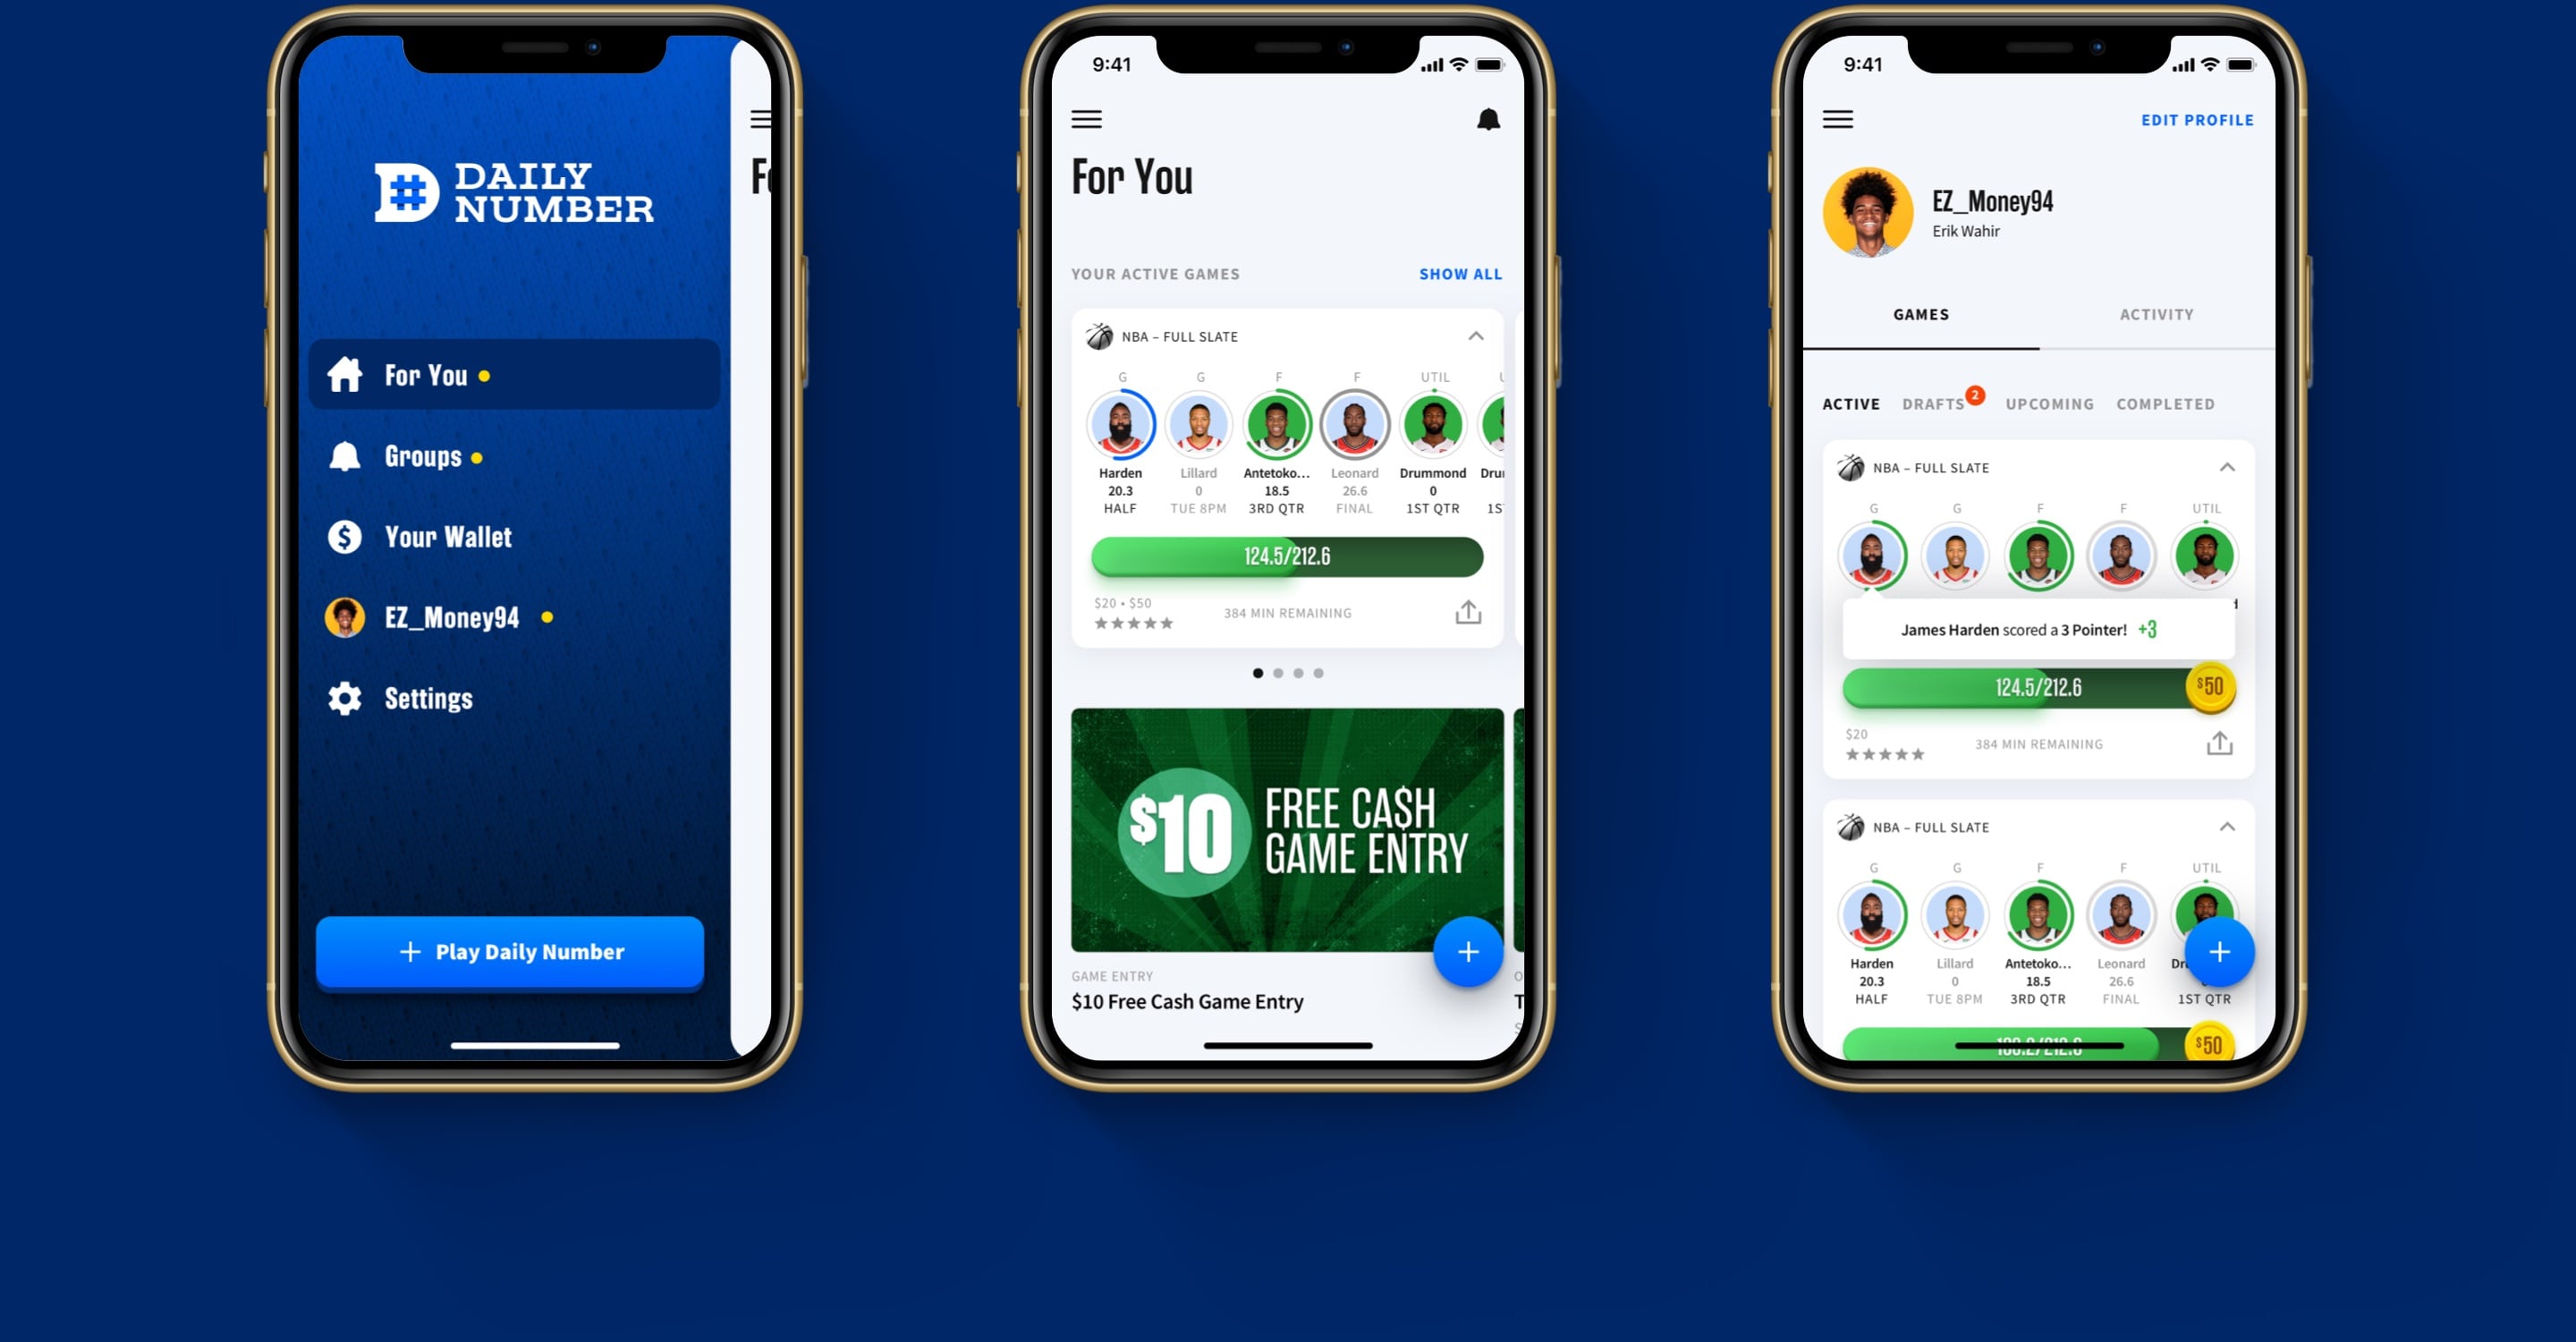 DAILY
NUMBER
For You
Groups
Your Wallet
EZ_Money94
Settings
+ Play Daily Number
9:41
For You
YOUR ACTIVE GAMES SHOW ALL
NBA – FULL SLATE
G G F F UTIL
Harden Lillard Antetoko... Leonard Drummond
20.3 0 18.5 26.6 0
HALF TUE 8PM 3RD QTR FINAL 1ST QTR
124.5/212.6
$20 • $50
★★★★★ 384 MIN REMAINING
$10 FREE CA$H
GAME ENTRY
GAME ENTRY
$10 Free Cash Game Entry
9:41
EDIT PROFILE
EZ_Money94
Erik Wahir
GAMES ACTIVITY
ACTIVE DRAFTS 2 UPCOMING COMPLETED
NBA – FULL SLATE
G G F F UTIL
James Harden scored a 3 Pointer! +3
124.5/212.6 $50
$20
★★★★★ 384 MIN REMAINING
NBA – FULL SLATE
G G F F UTIL
Harden Lillard Antetoko... Leonard
20.3 0 18.5 26.6
HALF TUE 8PM 3RD QTR FINAL 1ST QTR
$50